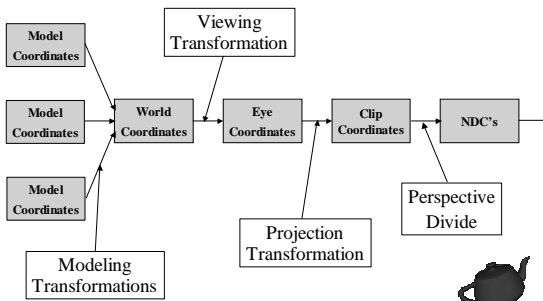 Viewing
Transformation
Model
Coordinates
Model
Coordinates
World
Coordinates
Eye
Coordinates
Clip
Coordinates
NDC's
Model
Coordinates
Perspective
Divide
Projection
Transformation
Modeling
Transformations